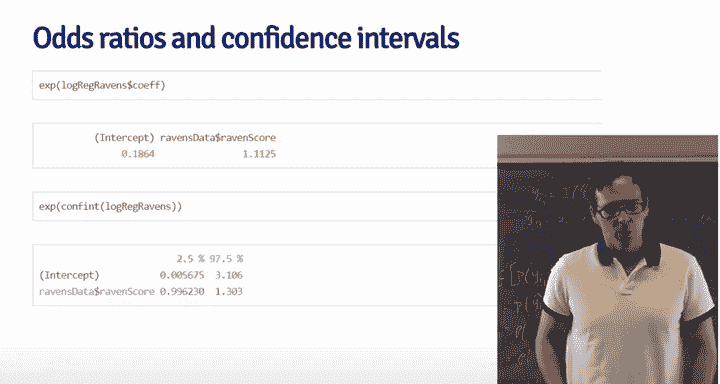 Odds ratios and confidence intervals
exp(logRegRavens$coeff)
(Intercept) ravensData$ravenScore
0.1864 1.1125
exp(confint(logRegRavens))
2.5 % 97.5 %
(Intercept) 0.005675 3.106
ravensData$ravenScore 0.996230 1.303